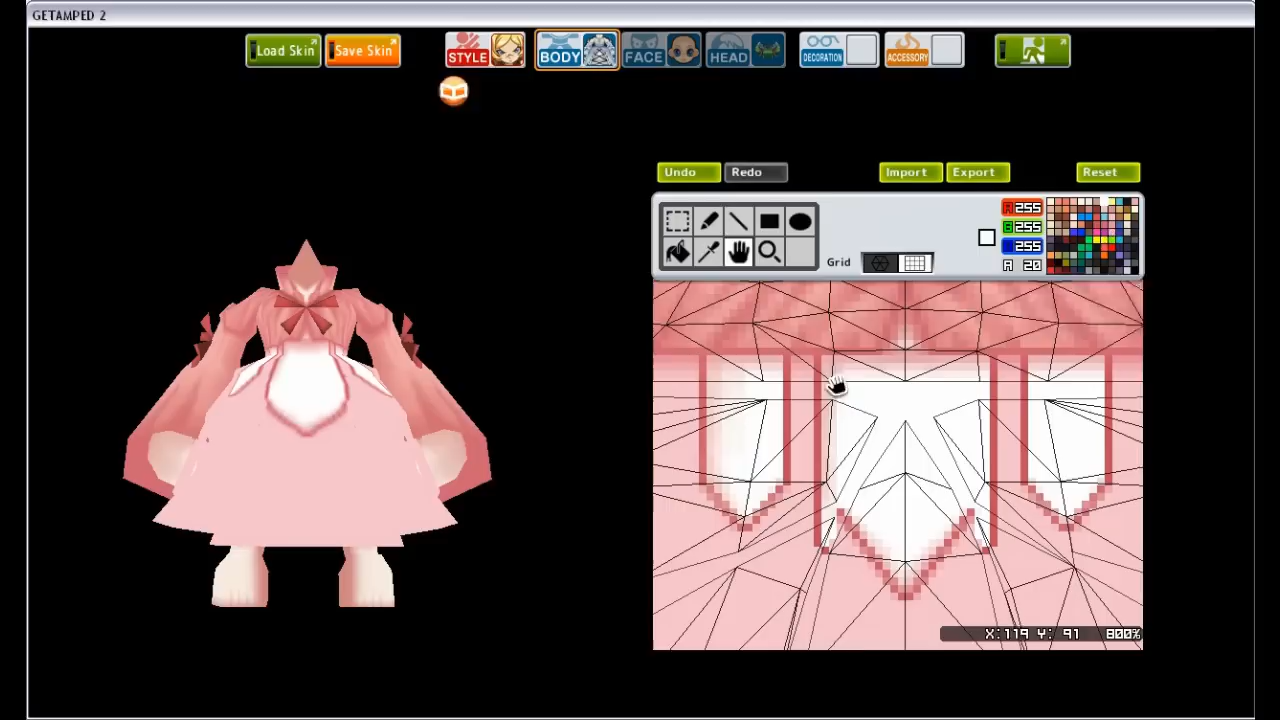 GETAMPED 2
Load Skin
Save Skin
STYLE
BODY
FACE
HEAD
DECORATION
ACCESSORY
Undo
Redo
Import
Export
Reset
R 255
G 255
255
A 20
Grid
X:119 Y: 91 800%